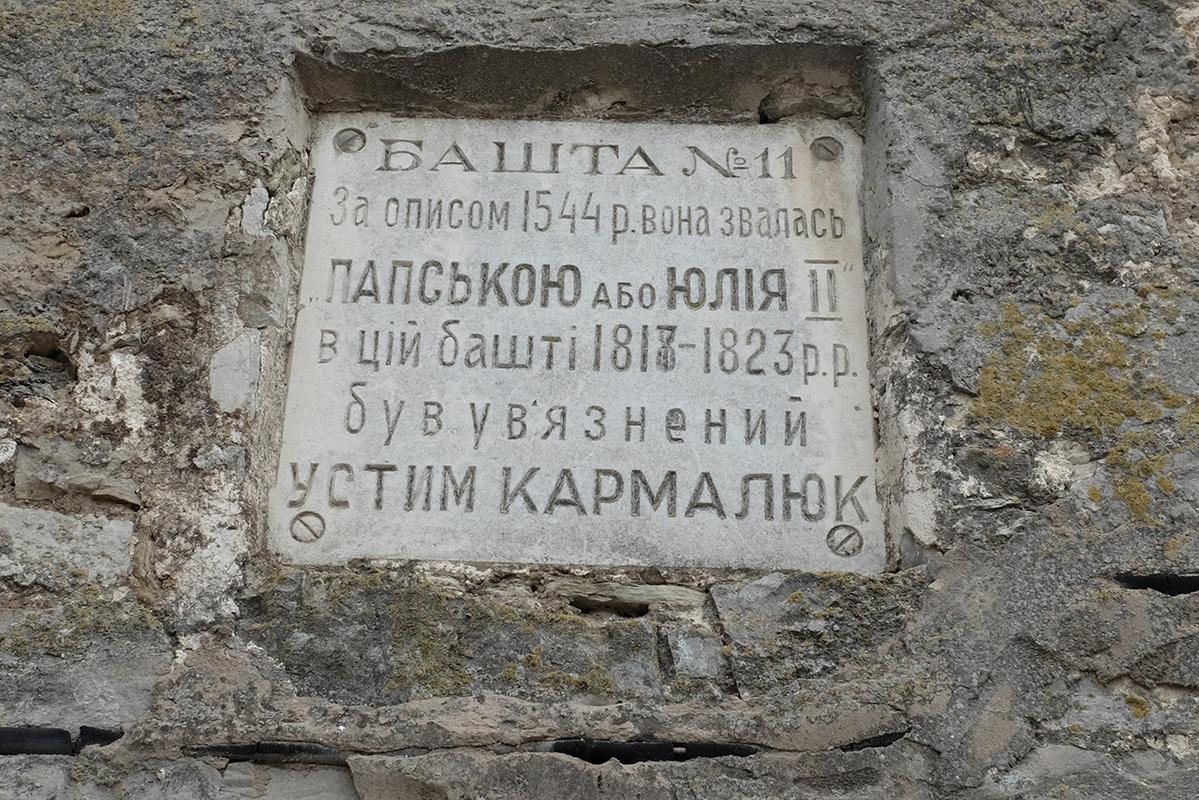 БАШТА №11
За описом 1544 р. вона звалась
„ПАПСЬКОЮ АБО ЮЛІЯ II“
в цій башті 1818-1823 р.р.
був ув'язнений
УСТИМ КАРМАЛЮК